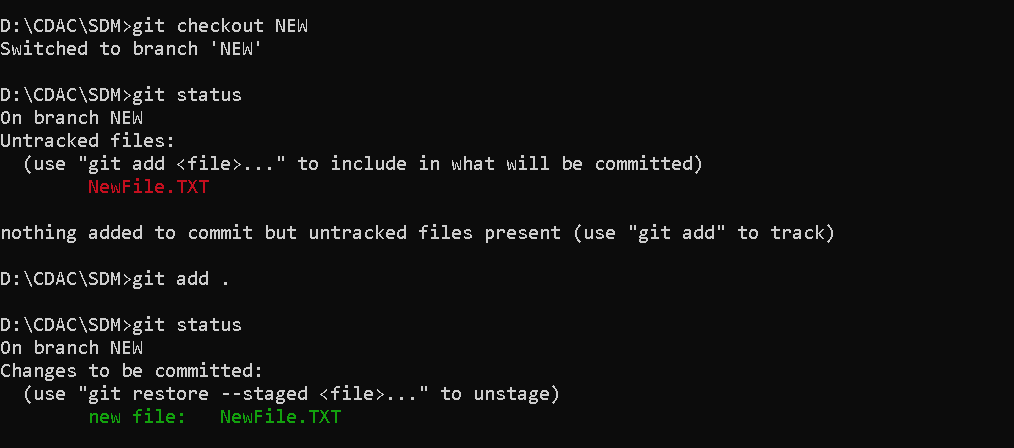 D:\CDAC\SDM>git checkout NEW
Switched to branch 'NEW'
D:\CDAC\SDM>git status
On branch NEW
Untracked files:
  (use "git add <file>..." to include in what will be committed)
        NewFile.TXT
nothing added to commit but untracked files present (use "git add" to track)
D:\CDAC\SDM>git add .
D:\CDAC\SDM>git status
On branch NEW
Changes to be committed:
  (use "git restore --staged <file>..." to unstage)
        new file:   NewFile.TXT